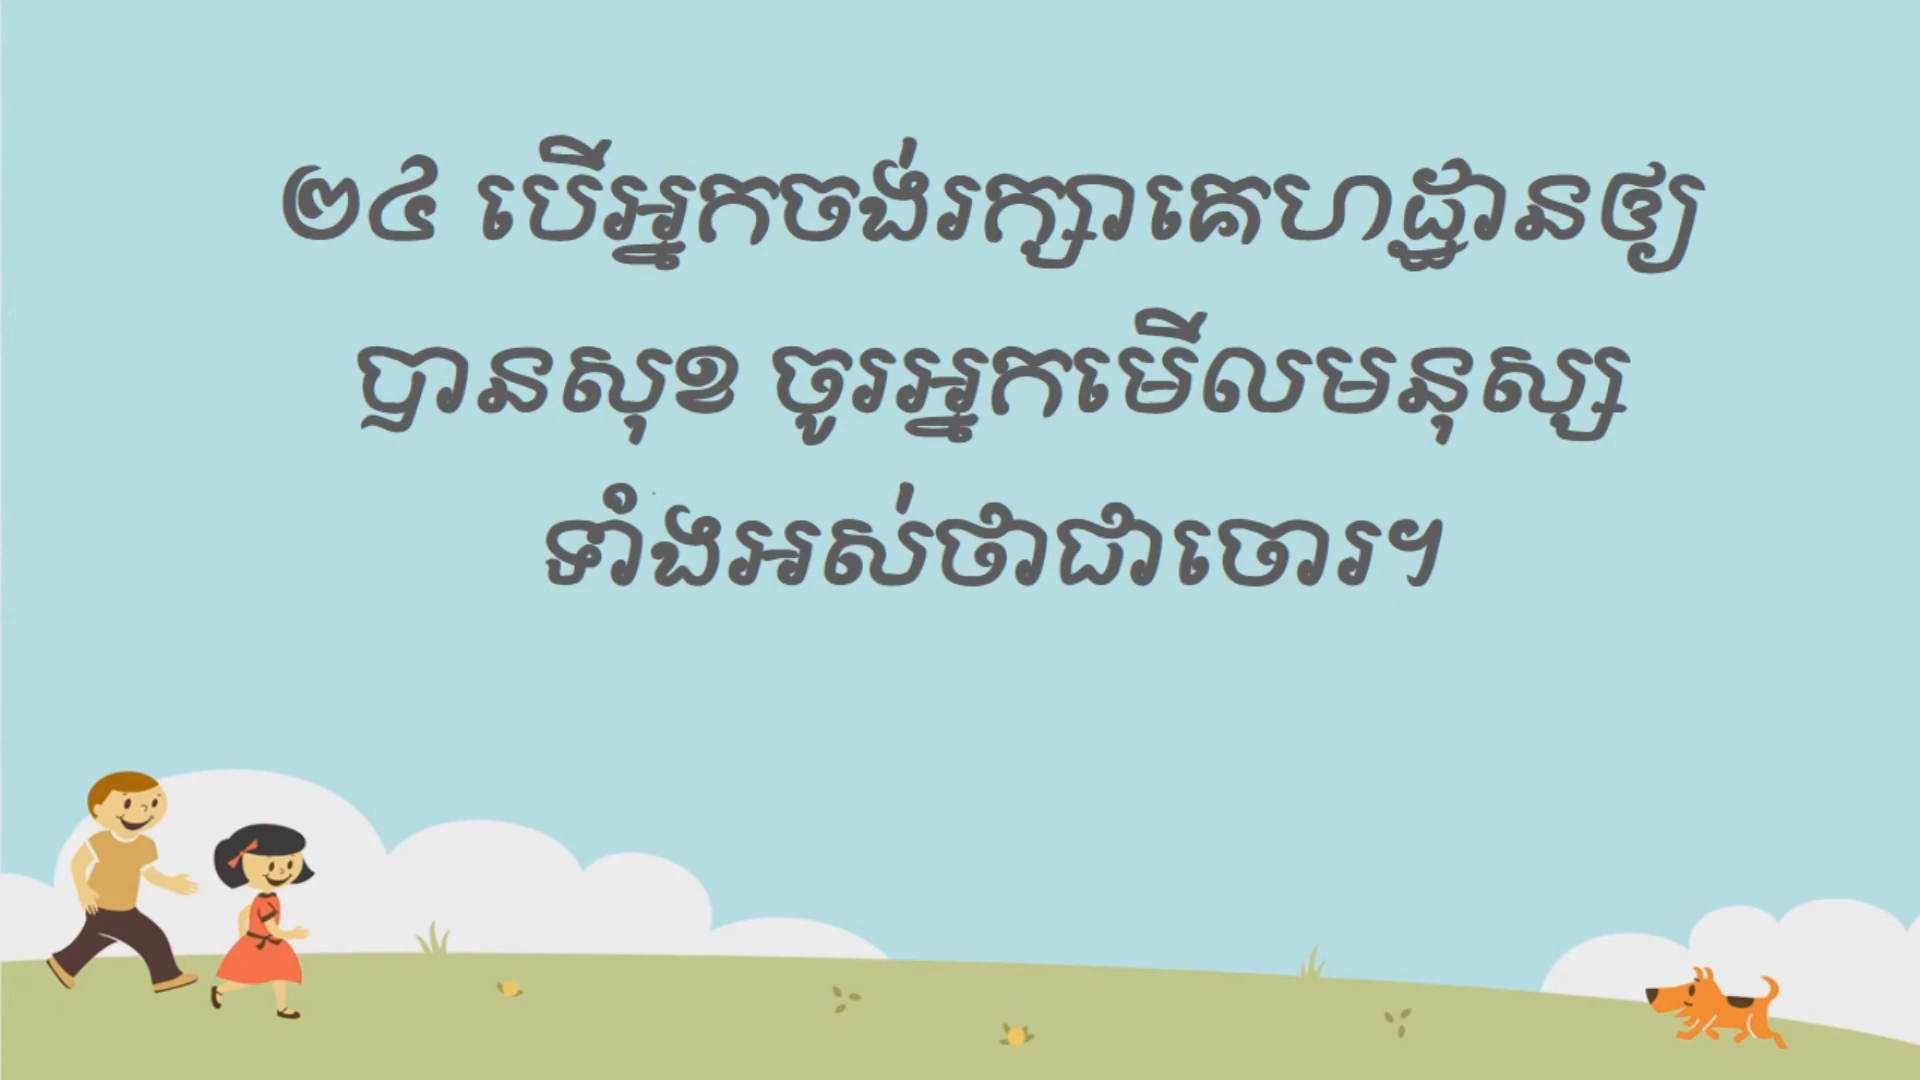 ២៤ បើអ្នកចង់រក្សាគេហដ្ឋានឲ្យ
បានសុខ ចូរអ្នកមើលមនុស្ស
ទាំងអស់ថាជាចោរ។